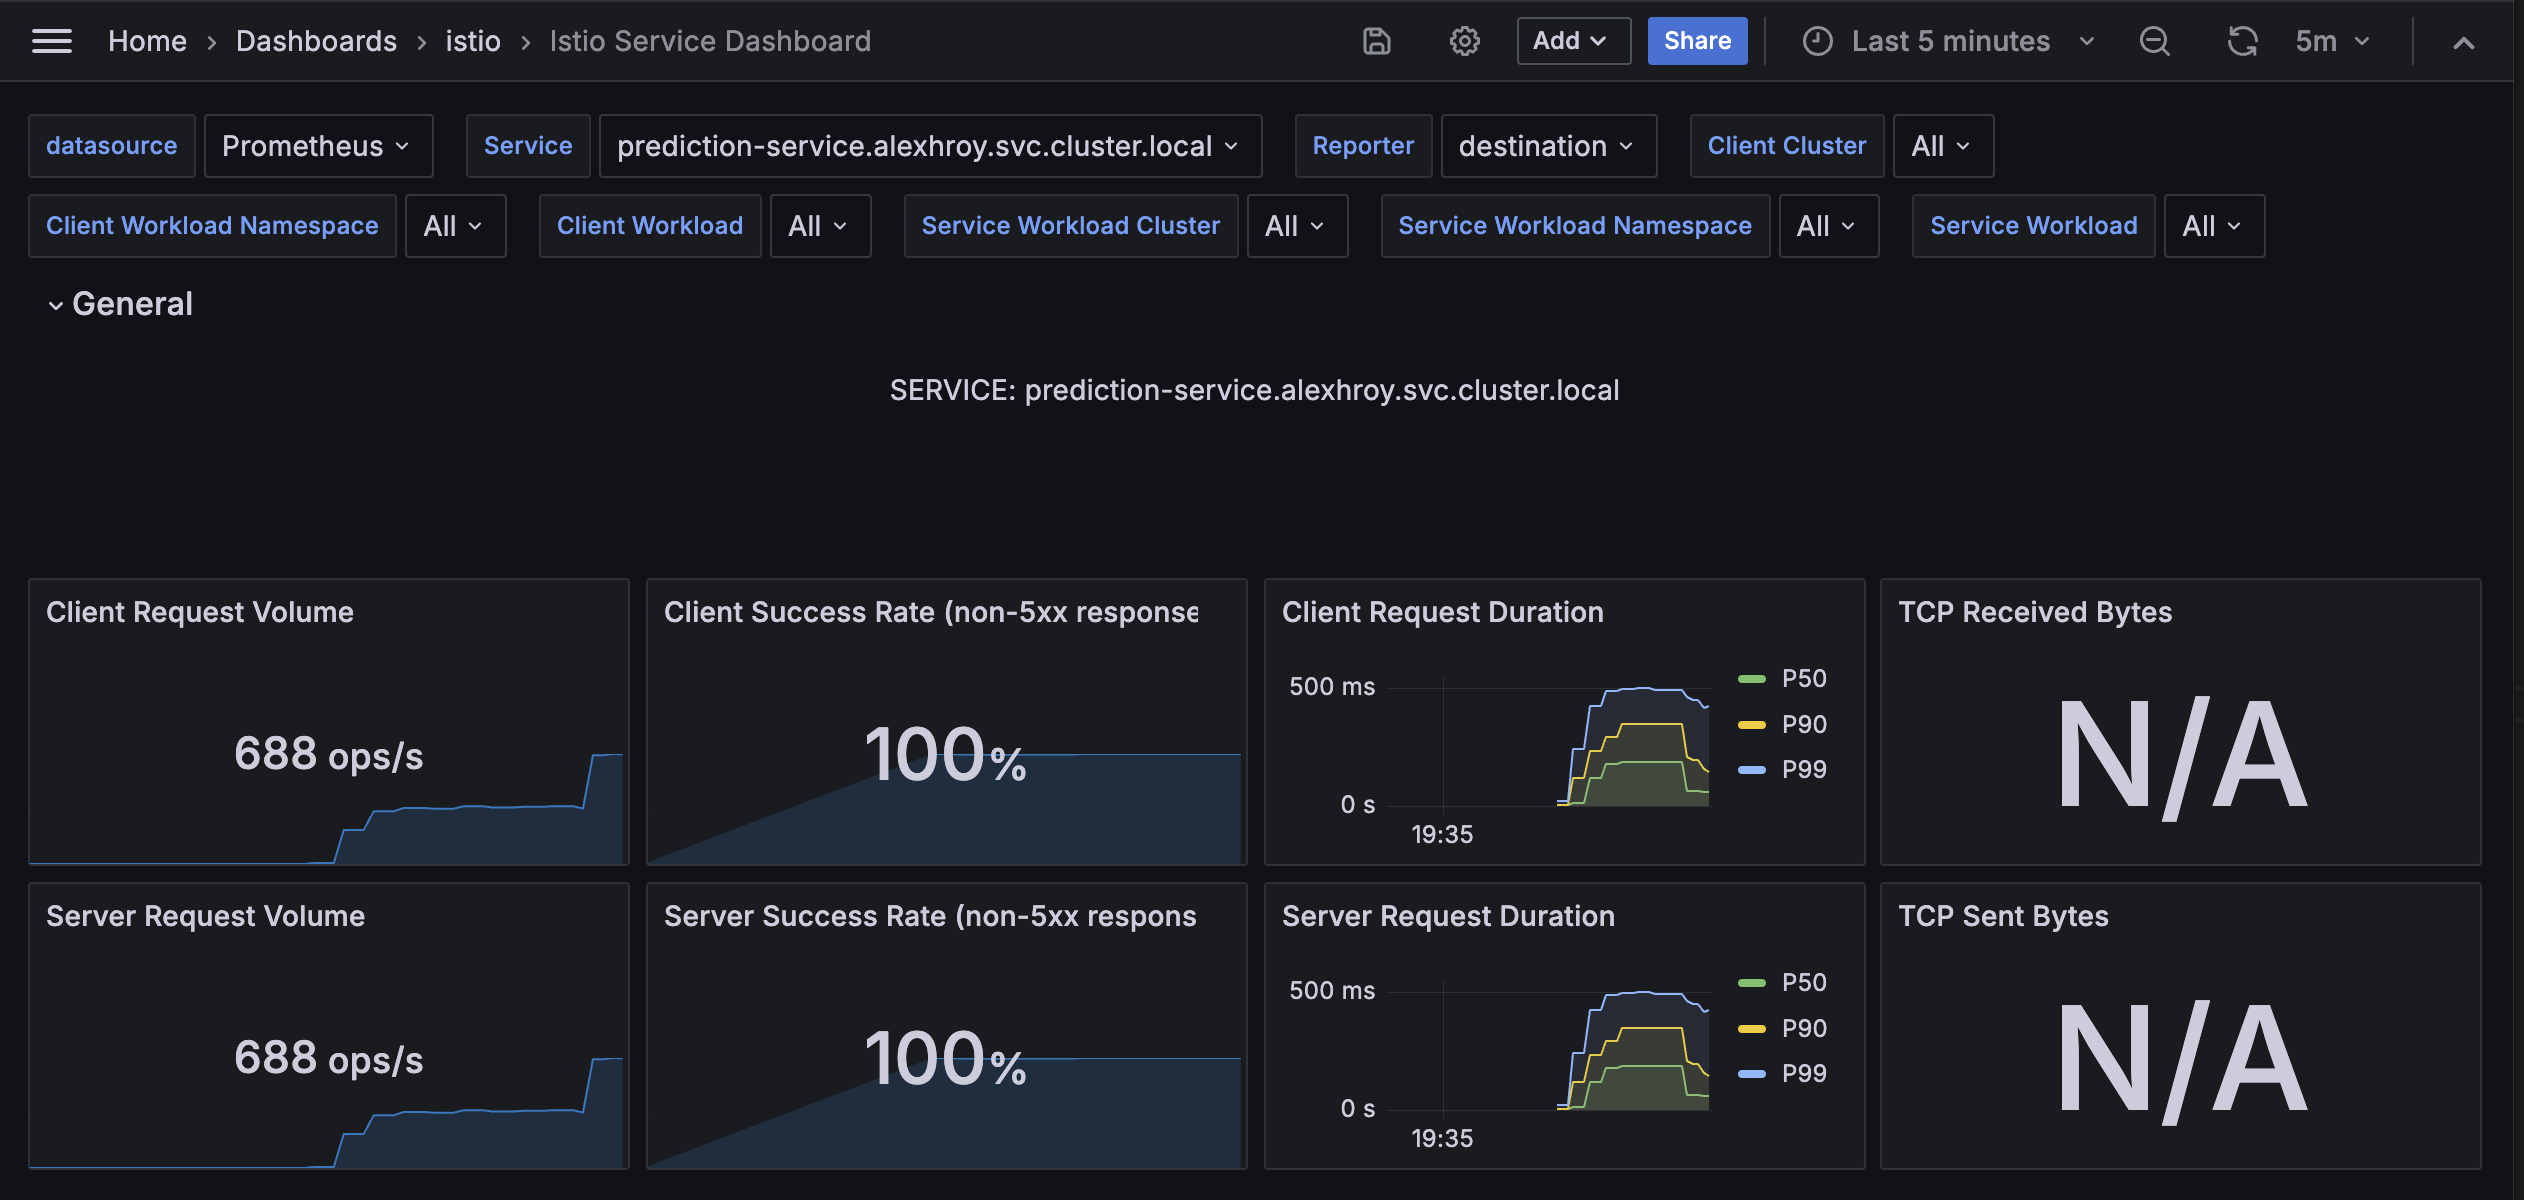 Home › Dashboards › istio › Istio Service Dashboard Add Share Last 5 minutes 5m
datasource Prometheus Service prediction-service.alexhroy.svc.cluster.local Reporter destination Client Cluster All
Client Workload Namespace All Client Workload All Service Workload Cluster All Service Workload Namespace All Service Workload All
General
SERVICE: prediction-service.alexhroy.svc.cluster.local
Client Request Volume
688 ops/s
Client Success Rate (non-5xx response
100%
Client Request Duration
500 ms
0 s
19:35
P50
P90
P99
TCP Received Bytes
N/A
Server Request Volume
688 ops/s
Server Success Rate (non-5xx respons
100%
Server Request Duration
500 ms
0 s
19:35
P50
P90
P99
TCP Sent Bytes
N/A